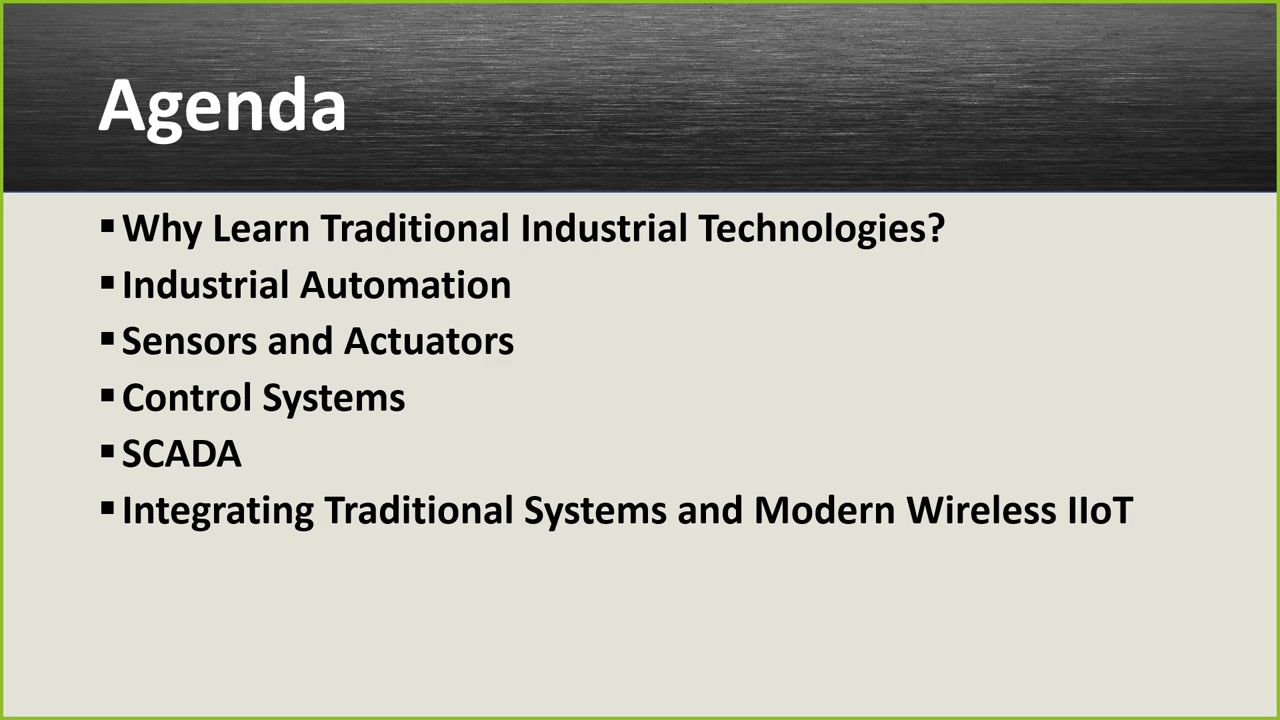 Agenda
▪Why Learn Traditional Industrial Technologies?
▪Industrial Automation
▪Sensors and Actuators
▪Control Systems
▪SCADA
▪Integrating Traditional Systems and Modern Wireless IIoT